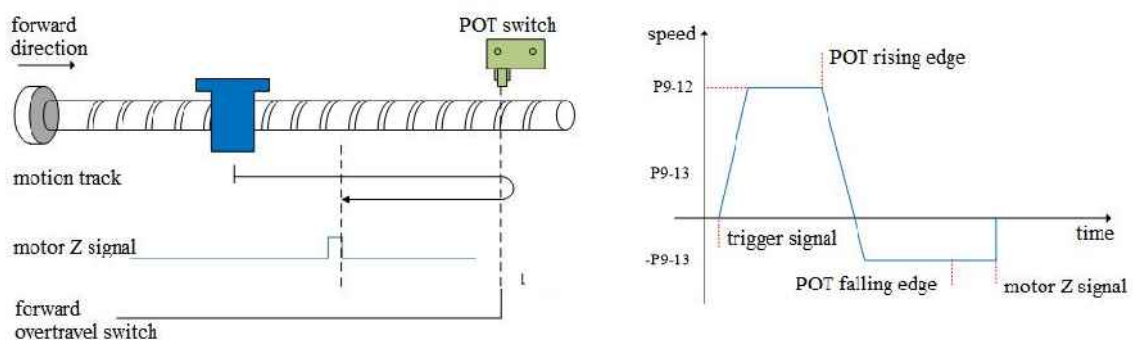 forward
direction
POT switch
motion track
motor Z signal
forward
overtravel switch
speed
POT rising edge
P9-12
P9-13
trigger signal
time
-P9-13
POT falling edge
motor Z signal